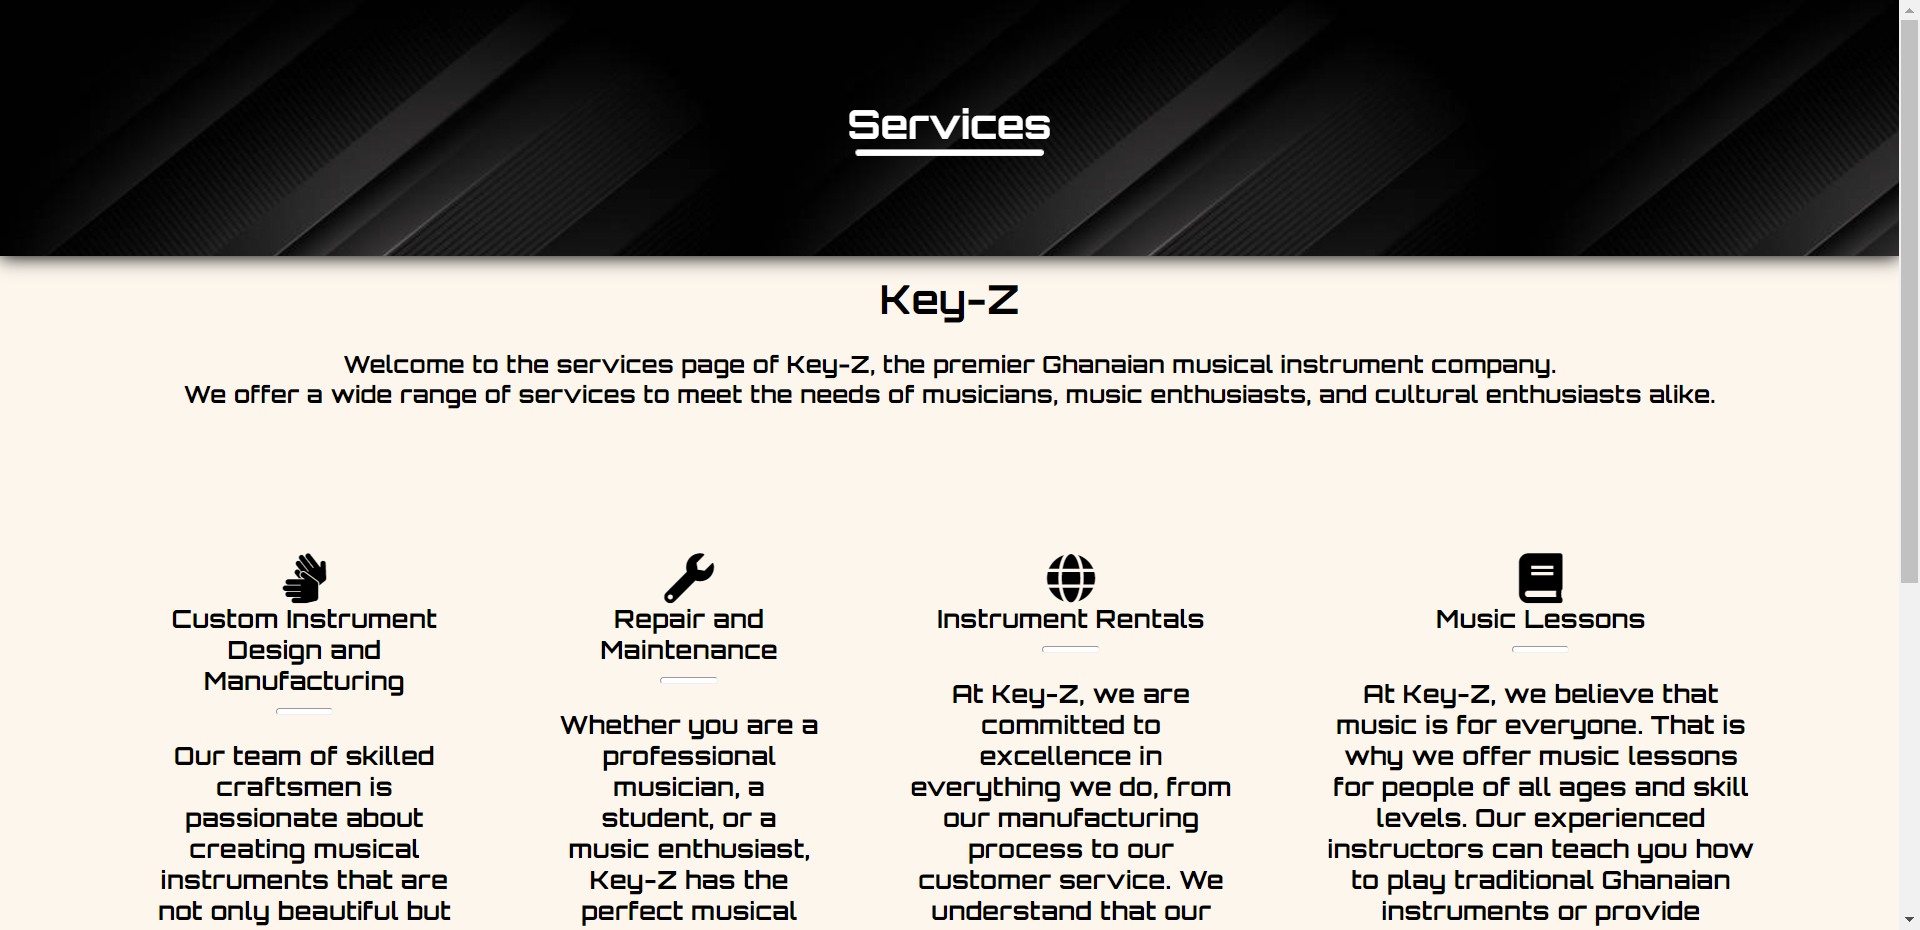 Services
Key-Z
Welcome to the services page of Key-Z, the premier Ghanaian musical instrument company.
We offer a wide range of services to meet the needs of musicians, music enthusiasts, and cultural enthusiasts alike.
Custom Instrument
Design and
Manufacturing
Our team of skilled
craftsmen is
passionate about
creating musical
instruments that are
not only beautiful but
Repair and
Maintenance
Whether you are a
professional
musician, a
student, or a
music enthusiast,
Key-Z has the
perfect musical
Instrument Rentals
At Key-Z, we are
committed to
excellence in
everything we do, from
our manufacturing
process to our
customer service. We
understand that our
Music Lessons
At Key-Z, we believe that
music is for everyone. That is
why we offer music lessons
for people of all ages and skill
levels. Our experienced
instructors can teach you how
to play traditional Ghanaian
instruments or provide